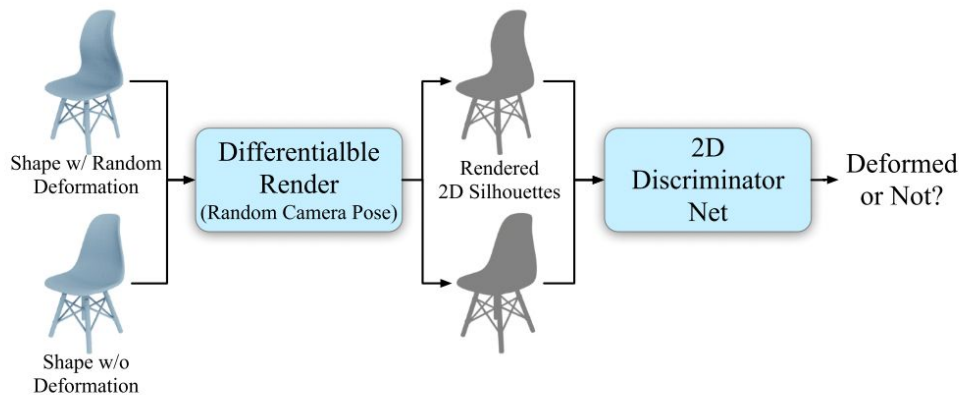 Shape w/ Random
Deformation
Differentialble
Render
(Random Camera Pose)
Rendered
2D Silhouettes
2D
Discriminator
Net
Deformed
or Not?
Shape w/o
Deformation